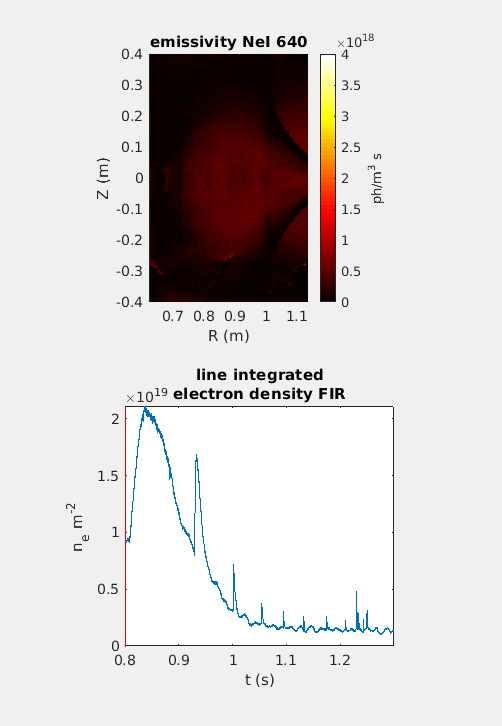 emissivity NeI 640
×10^18
0.4
0.3
0.2
0.1
0
-0.1
-0.2
-0.3
-0.4
Z (m)
0.7 0.8 0.9 1 1.1
R (m)
4
3.5
3
2.5
2
1.5
1
0.5
0
ph/m^3 s
line integrated
electron density FIR
×10^19
2
1.5
1
0.5
0
n_e m^-2
0.8 0.9 1 1.1 1.2
t (s)